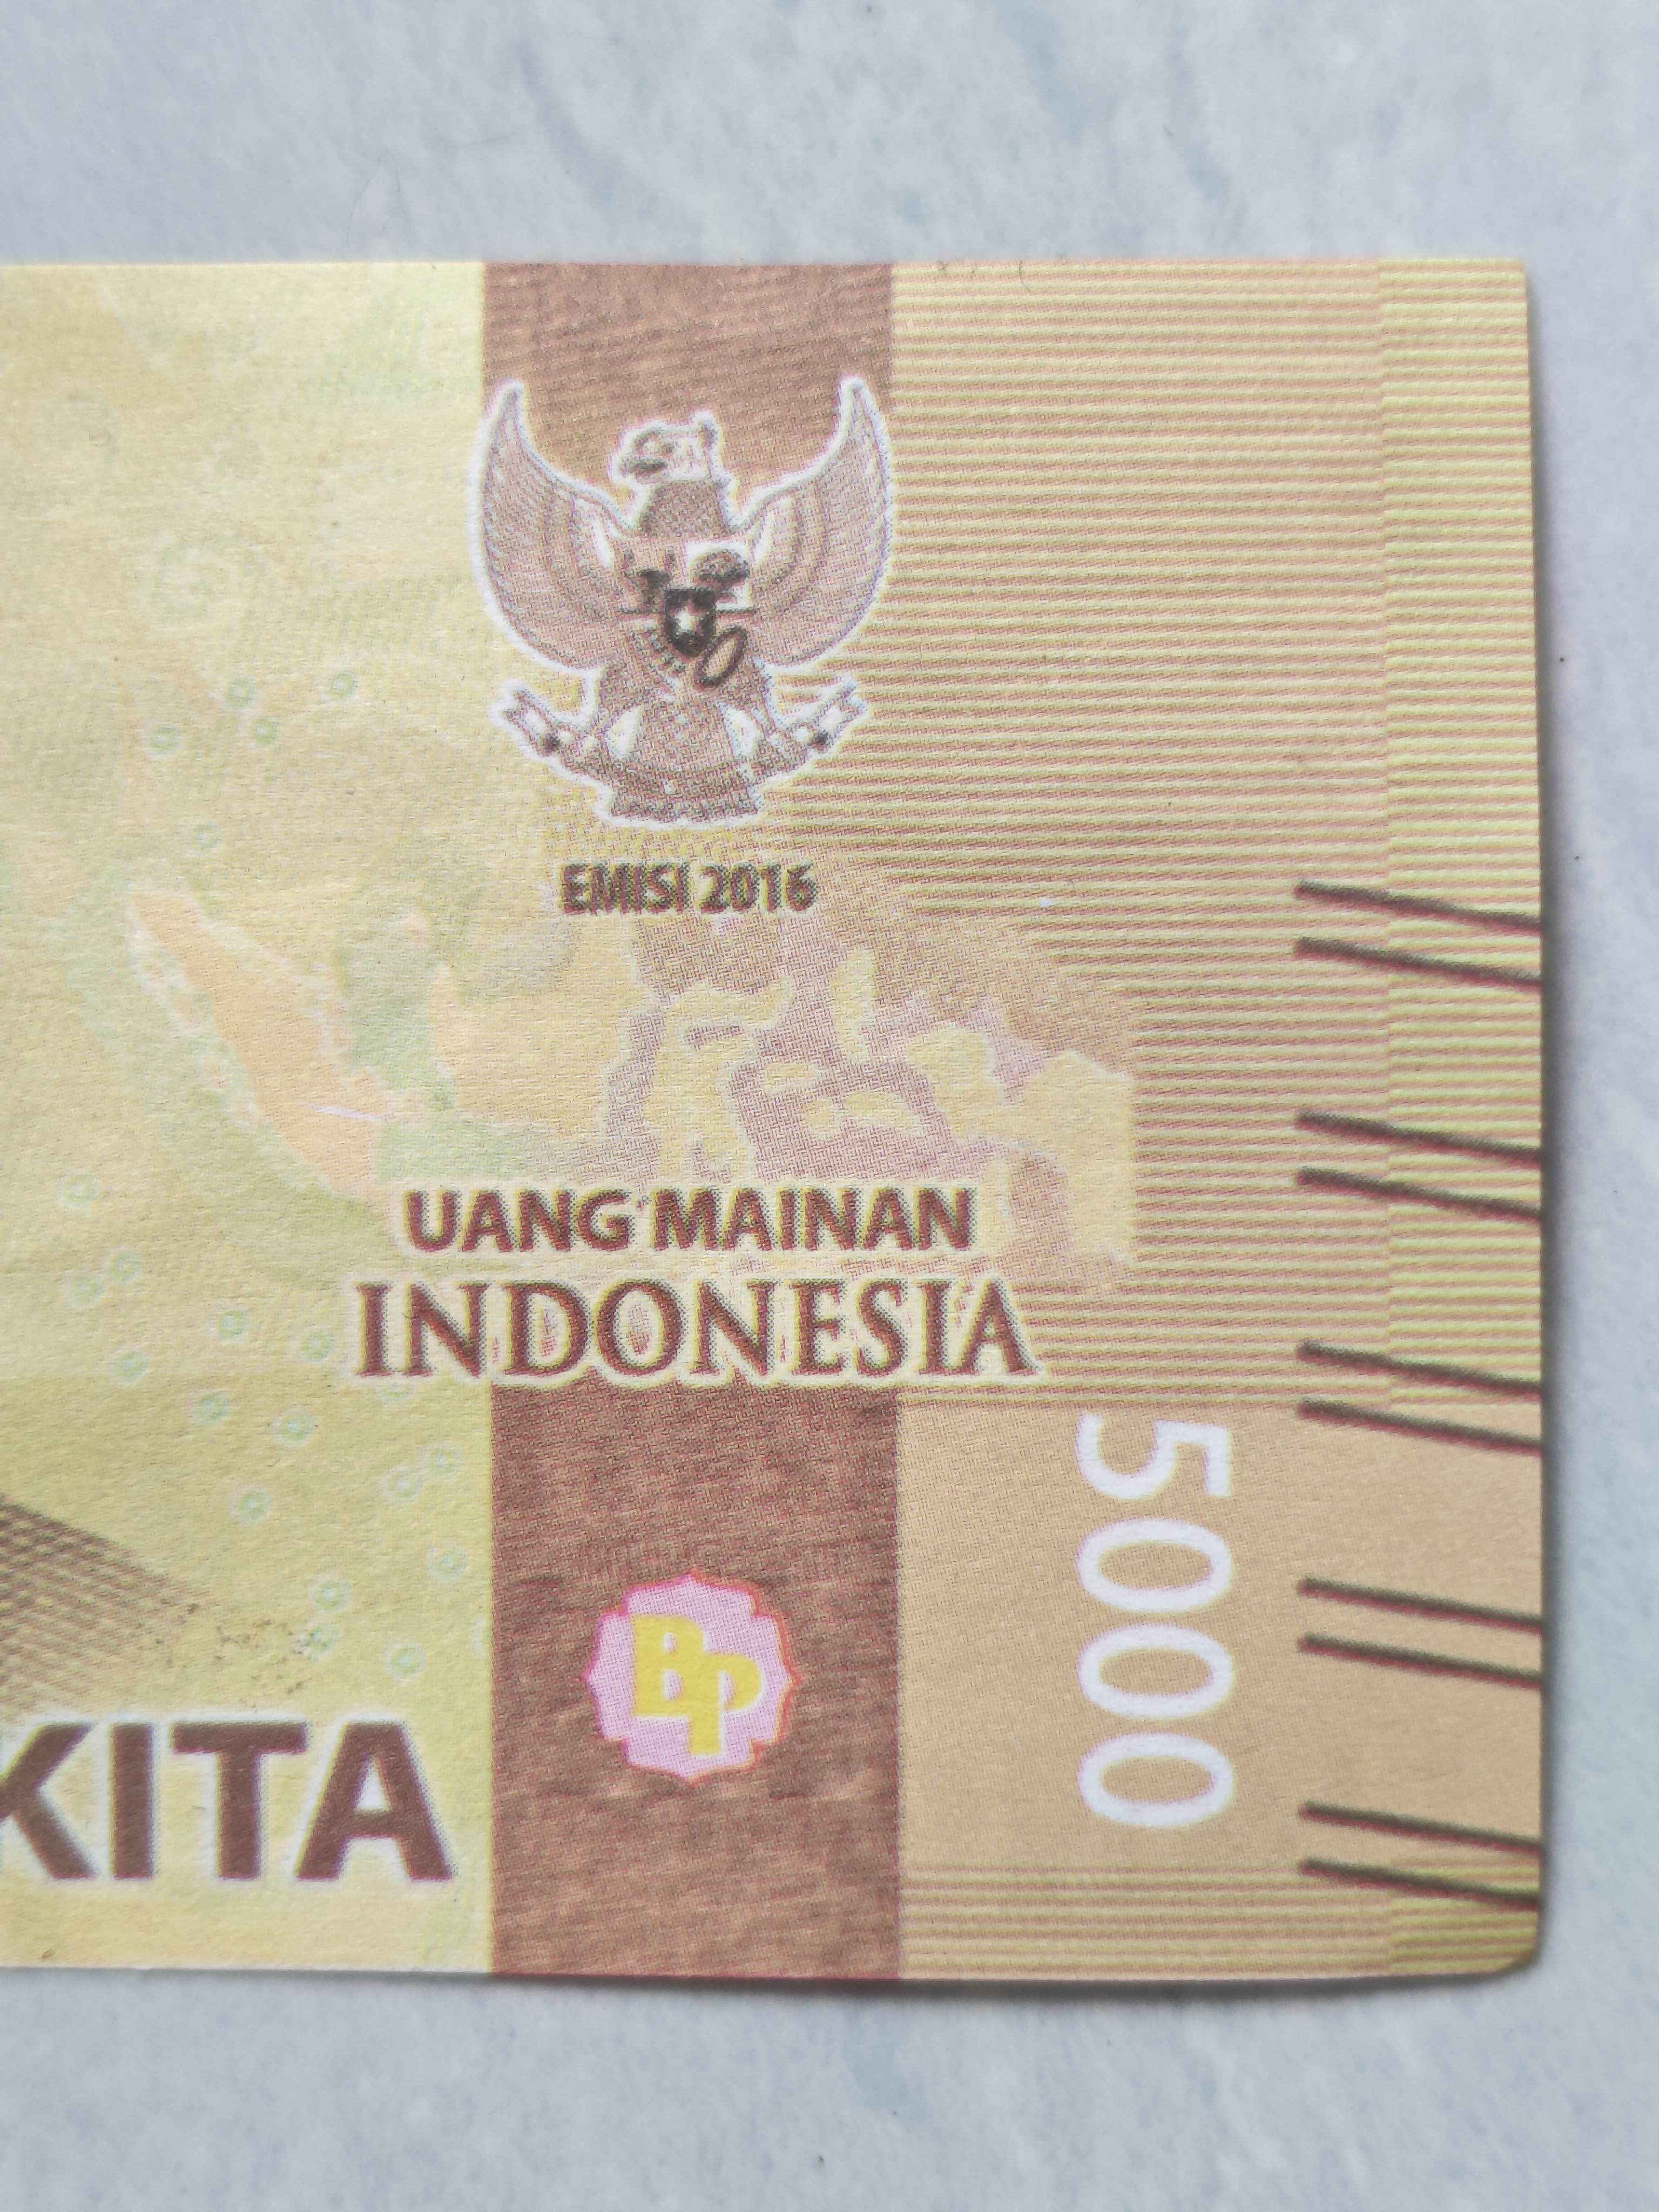 EMISI 2016
UANG MAINAN
INDONESIA
5000
BP
KITA